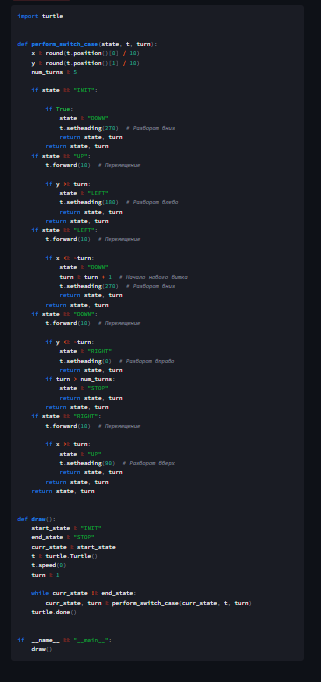 import turtle
def perform_switch_case(state, t, turn):
    x = round(t.position()[0] / 10)
    y = round(t.position()[1] / 10)
    num_turns = 5
    if state == "INIT":
        if True:
            state = "DOWN"
            t.setheading(270)  # Разворот вниз
            return state, turn
        return state, turn
    if state == "UP":
        t.forward(10)  # Перемещение
        if y >= turn:
            state = "LEFT"
            t.setheading(180)  # Разворот влево
            return state, turn
        return state, turn
    if state == "LEFT":
        t.forward(10)  # Перемещение
        if x <= -turn:
            state = "DOWN"
            turn = turn + 1  # Начало нового витка
            t.setheading(270)  # Разворот вниз
            return state, turn
        return state, turn
    if state == "DOWN":
        t.forward(10)  # Перемещение
        if y <= -turn:
            state = "RIGHT"
            t.setheading(0)  # Разворот вправо
            return state, turn
        if turn > num_turns:
            state = "STOP"
            return state, turn
        return state, turn
    if state == "RIGHT":
        t.forward(10)  # Перемещение
        if x >= turn:
            state = "UP"
            t.setheading(90)  # Разворот вверх
            return state, turn
        return state, turn
    return state, turn
def draw():
    start_state = "INIT"
    end_state = "STOP"
    curr_state = start_state
    t = turtle.Turtle()
    t.speed(0)
    turn = 1
    while curr_state != end_state:
        curr_state, turn = perform_switch_case(curr_state, t, turn)
    turtle.done()
if __name__ == "__main__":
    draw()